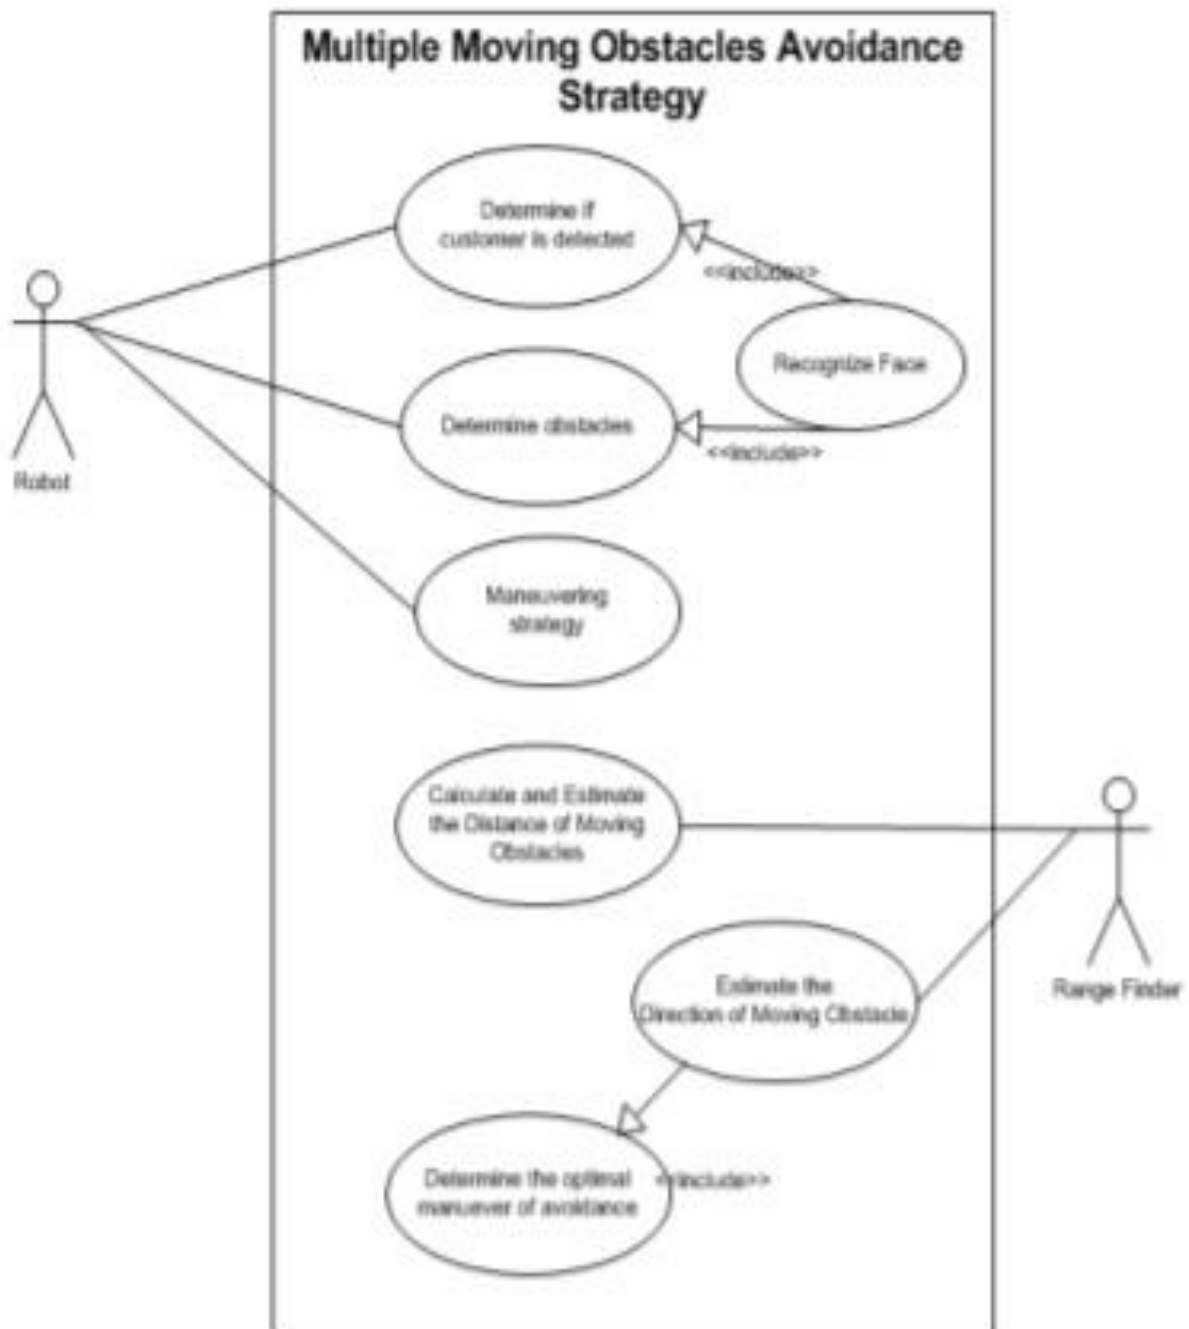 Multiple Moving Obstacles Avoidance
Strategy
Determine if
customer is detected
<<include>>
Recognize Face
Determine obstacles
<<include>>
Robot
Maneuvering
strategy
Calculate and Estimate
the Distance of Moving
Obstacles
Estimate the
Direction of Moving Obstacle
Range Finder
Determine the optimal
manuever of avoidance
<<include>>